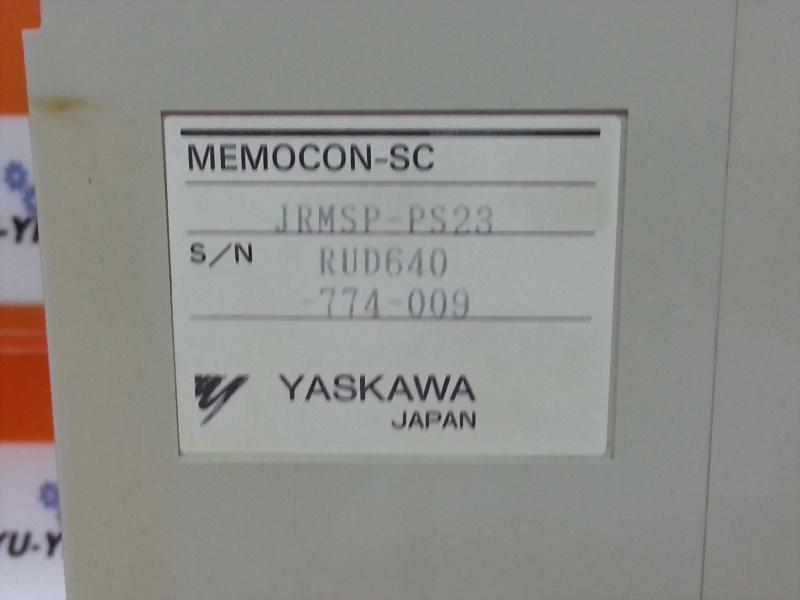 MEMOCON-SC
JRMSP-PS23
S/N RUD640
-774-009
YASKAWA
JAPAN